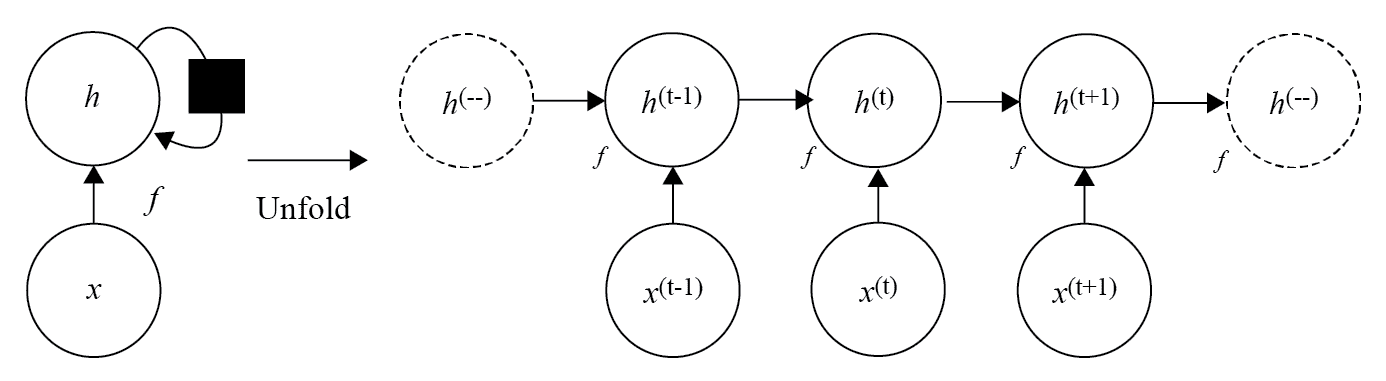 h h(--) h(t-1) h(t) h(t+1) h(--)
f f f f
f
Unfold
x x(t-1) x(t) x(t+1)